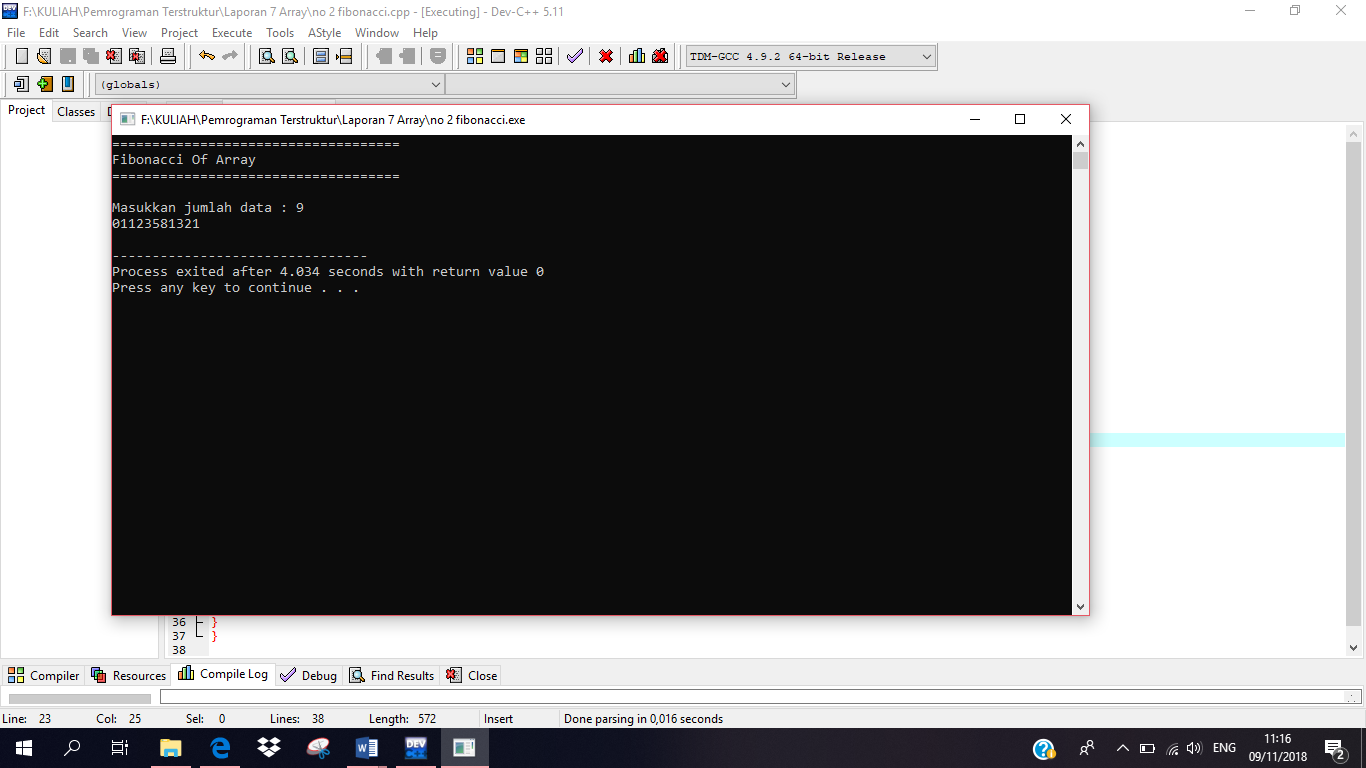 F:\KULIAH\Pemrograman Terstruktur\Laporan 7 Array\no 2 fibonacci.cpp - [Executing] - Dev-C++ 5.11
File Edit Search View Project Execute Tools AStyle Window Help
TDM-GCC 4.9.2 64-bit Release
(globals)
Project Classes
F:\KULIAH\Pemrograman Terstruktur\Laporan 7 Array\no 2 fibonacci.exe
====================================
Fibonacci Of Array
====================================
Masukkan jumlah data : 9
01123581321
--------------------------------
Process exited after 4.034 seconds with return value 0
Press any key to continue . . .
36 }
37 }
38
Compiler Resources Compile Log Debug Find Results Close
Line: 23 Col: 25 Sel: 0 Lines: 38 Length: 572 Insert Done parsing in 0,016 seconds
DEV
ENG
11:16
09/11/2018
2